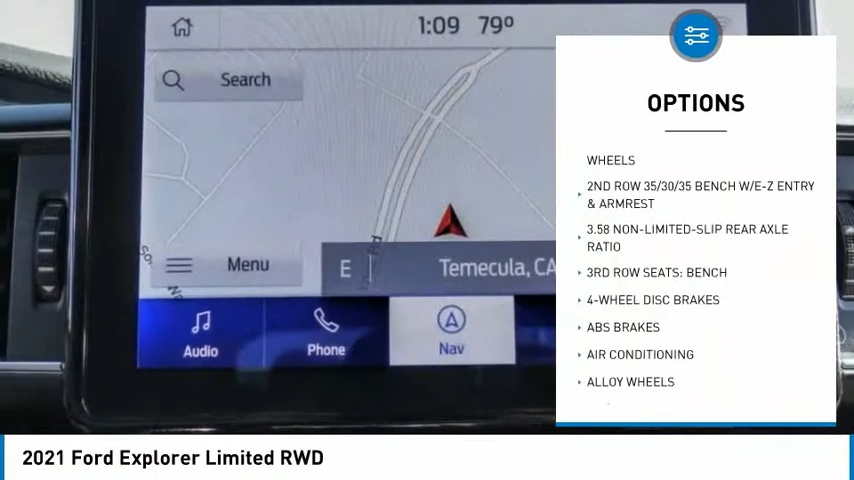 1:09 79°
Search
Menu
E
Temecula, CA
Audio
Phone
Nav
OPTIONS
WHEELS
2ND ROW 35/30/35 BENCH W/E-Z ENTRY
& ARMREST
3.58 NON-LIMITED-SLIP REAR AXLE
RATIO
3RD ROW SEATS: BENCH
4-WHEEL DISC BRAKES
ABS BRAKES
AIR CONDITIONING
ALLOY WHEELS
2021 Ford Explorer Limited RWD